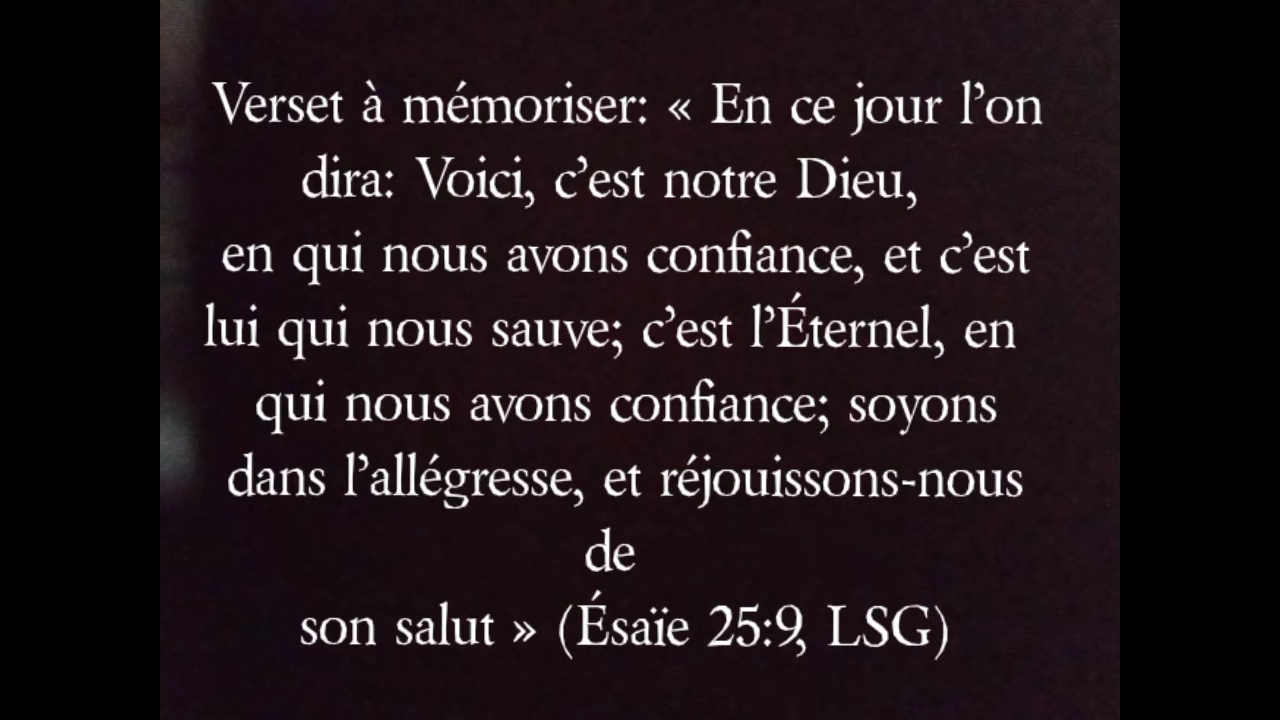 Verset à mémoriser: « En ce jour l’on
dira: Voici, c’est notre Dieu,
en qui nous avons confiance, et c’est
lui qui nous sauve; c’est l’Éternel, en
qui nous avons confiance; soyons
dans l’allégresse, et réjouissons-nous
de
son salut » (Ésaïe 25:9, LSG)